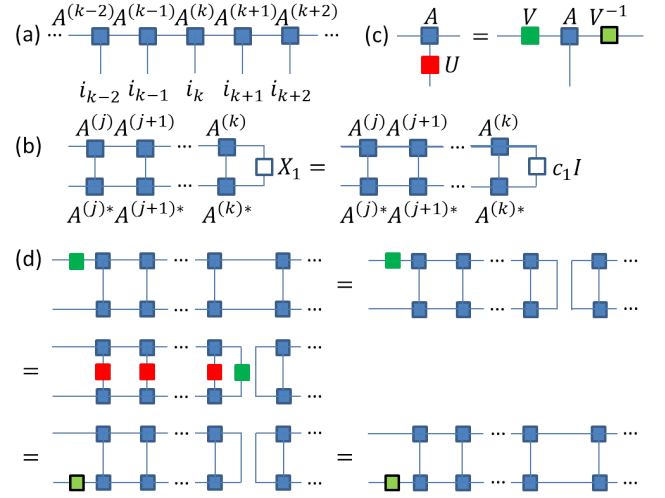 (a) ... A^(k-2) A^(k-1) A^(k) A^(k+1) A^(k+2) ...
i_{k-2} i_{k-1} i_k i_{k+1} i_{k+2}
(c) A = V A V^{-1}
U
(b) A^(j) A^(j+1) ... A^(k) X_1 = A^(j) A^(j+1) ... A^(k) c_1 I
A^(j)* A^(j+1)* ... A^(k)* A^(j)* A^(j+1)* ... A^(k)*
(d) ... ... = ... ...
... ...
= ... ...
... ...
= ... ... = ... ...
... ... ... ...